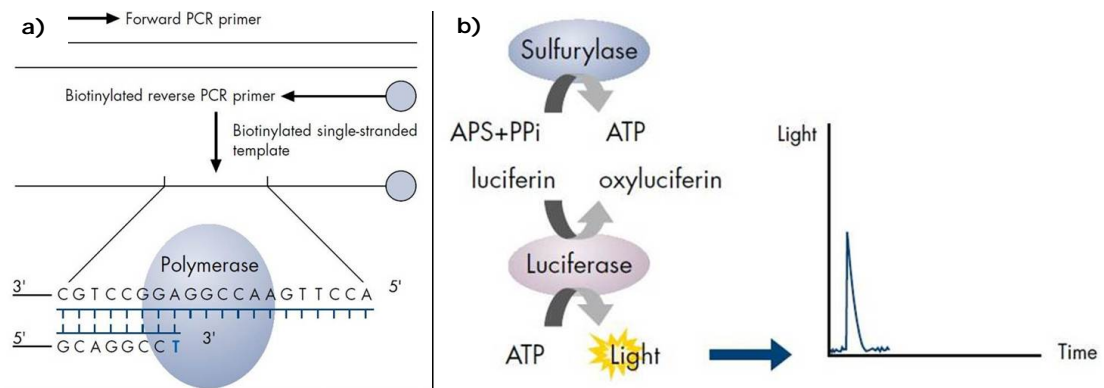 a)
Forward PCR primer
Biotinylated reverse PCR primer
Biotinylated single-stranded
template
Polymerase
3' CGTCCGGAGGCCAAGTTCCA 5'
3'
5' GCAGGCCT
b)
Sulfurylase
APS+PPi ATP
luciferin oxyluciferin
Luciferase
ATP Light
Light
Time